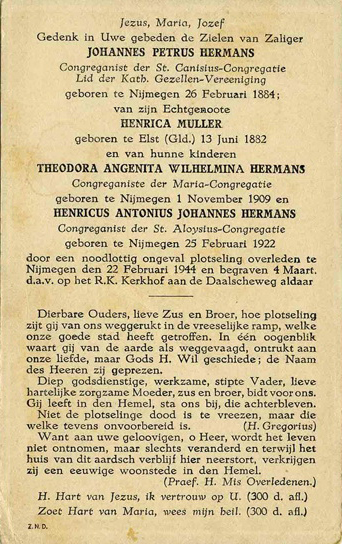 Jezus, Maria, Jozef
Gedenk in Uwe gebeden de Zielen van Zaliger
JOHANNES PETRUS HERMANS
Congreganist der St. Canisius-Congregatie
Lid der Kath. Gezellen-Vereeniging
geboren te Nijmegen 26 Februari 1884;
van zijn Echtgenoote
HENRICA MULLER
geboren te Elst (Gld.) 13 Juni 1882
en van hunne kinderen
THEODORA ANGENITA WILHELMINA HERMANS
Congreganiste der Maria-Congregatie
geboren te Nijmegen 1 November 1909 en
HENRICUS ANTONIUS JOHANNES HERMANS
Congreganist der St. Aloysius-Congregatie
geboren te Nijmegen 25 Februari 1922
door een noodlottig ongeval plotseling overleden te
Nijmegen den 22 Februari 1944 en begraven 4 Maart.
d.a.v. op het R.K. Kerkhof aan de Daalscheweg aldaar
Dierbare Ouders, lieve Zus en Broer, hoe plotseling
zijt gij van ons weggerukt in de vreeselijke ramp, welke
onze goede stad heeft getroffen. In één oogenblik
waart gij van de aarde als weggevaagd, ontrukt aan
onze liefde, maar Gods H. Wil geschiede; de Naam
des Heeren zij geprezen.
Diep godsdienstige, werkzame, stipte Vader, lieve
hartelijke zorgzame Moeder, zus en broer, bidt voor ons.
Gij leeft in den Hemel, sta ons bij, die achterbleven.
Niet de plotselinge dood is te vreezen, maar die
welke tevens onvoorbereid is. (H. Gregorius)
Want aan uwe geloovigen, o Heer, wordt het leven
niet ontnomen, maar slechts veranderd en terwijl het
huis van dit aardsch verblijf hier neerstort, verkrijgen
zij een eeuwige woonstede in den Hemel.
(Praef. H. Mis Overledenen.)
H. Hart van Jezus, ik vertrouw op U. (300 d. afl.)
Zoet Hart van Maria, wees mijn heil. (300 d. afl.)
Z.N.D.